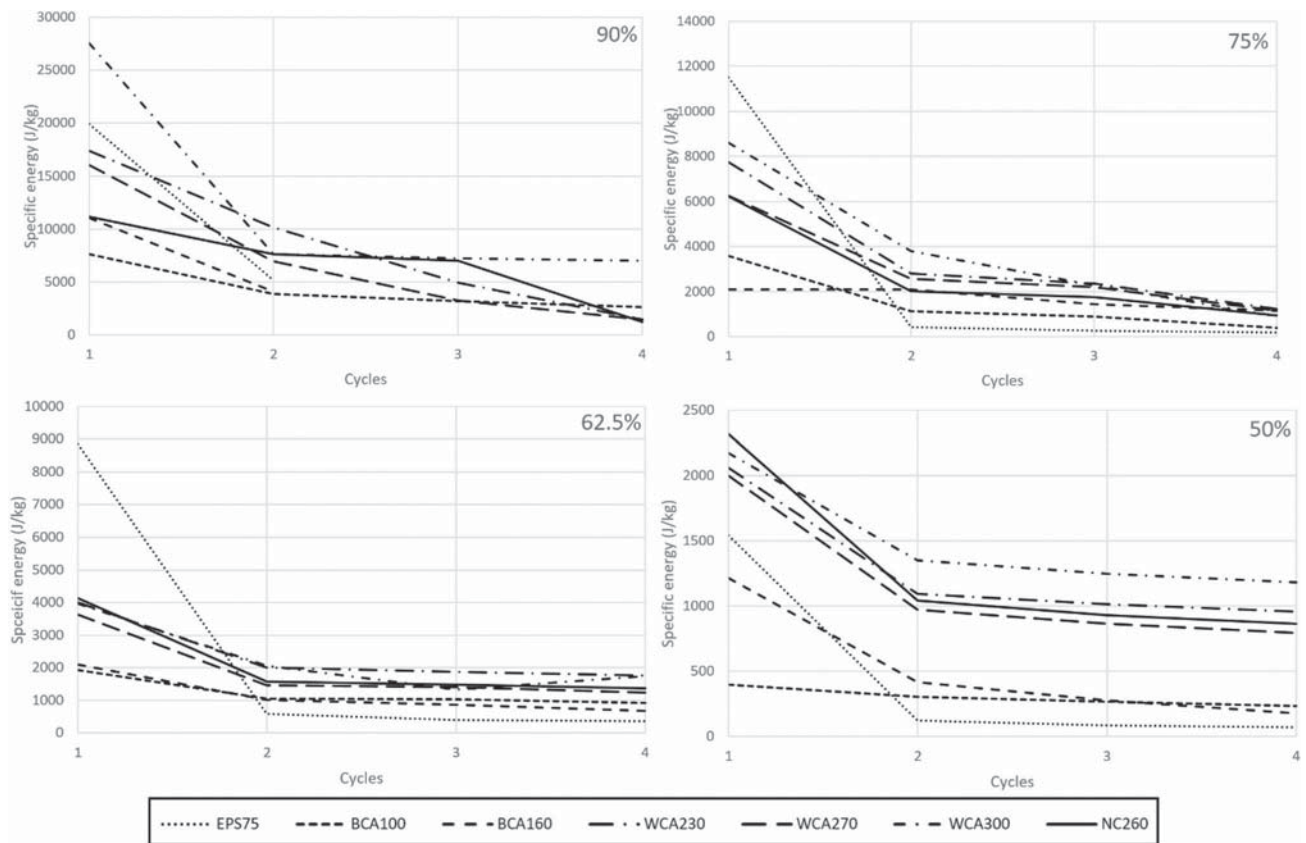 90%
30000
25000
20000
15000
10000
5000
0
Specific energy (J/kg)
1 2 3 4
Cycles
75%
14000
12000
10000
8000
6000
4000
2000
0
Specific energy (J/kg)
1 2 3 4
Cycles
62.5%
10000
9000
8000
7000
6000
5000
4000
3000
2000
1000
0
Spceicif energy (J/kg)
1 2 3 4
Cycles
50%
2500
2000
1500
1000
500
0
Specific energy (J/kg)
1 2 3 4
Cycles
EPS75 BCA100 BCA160 WCA230 WCA270 WCA300 NC260